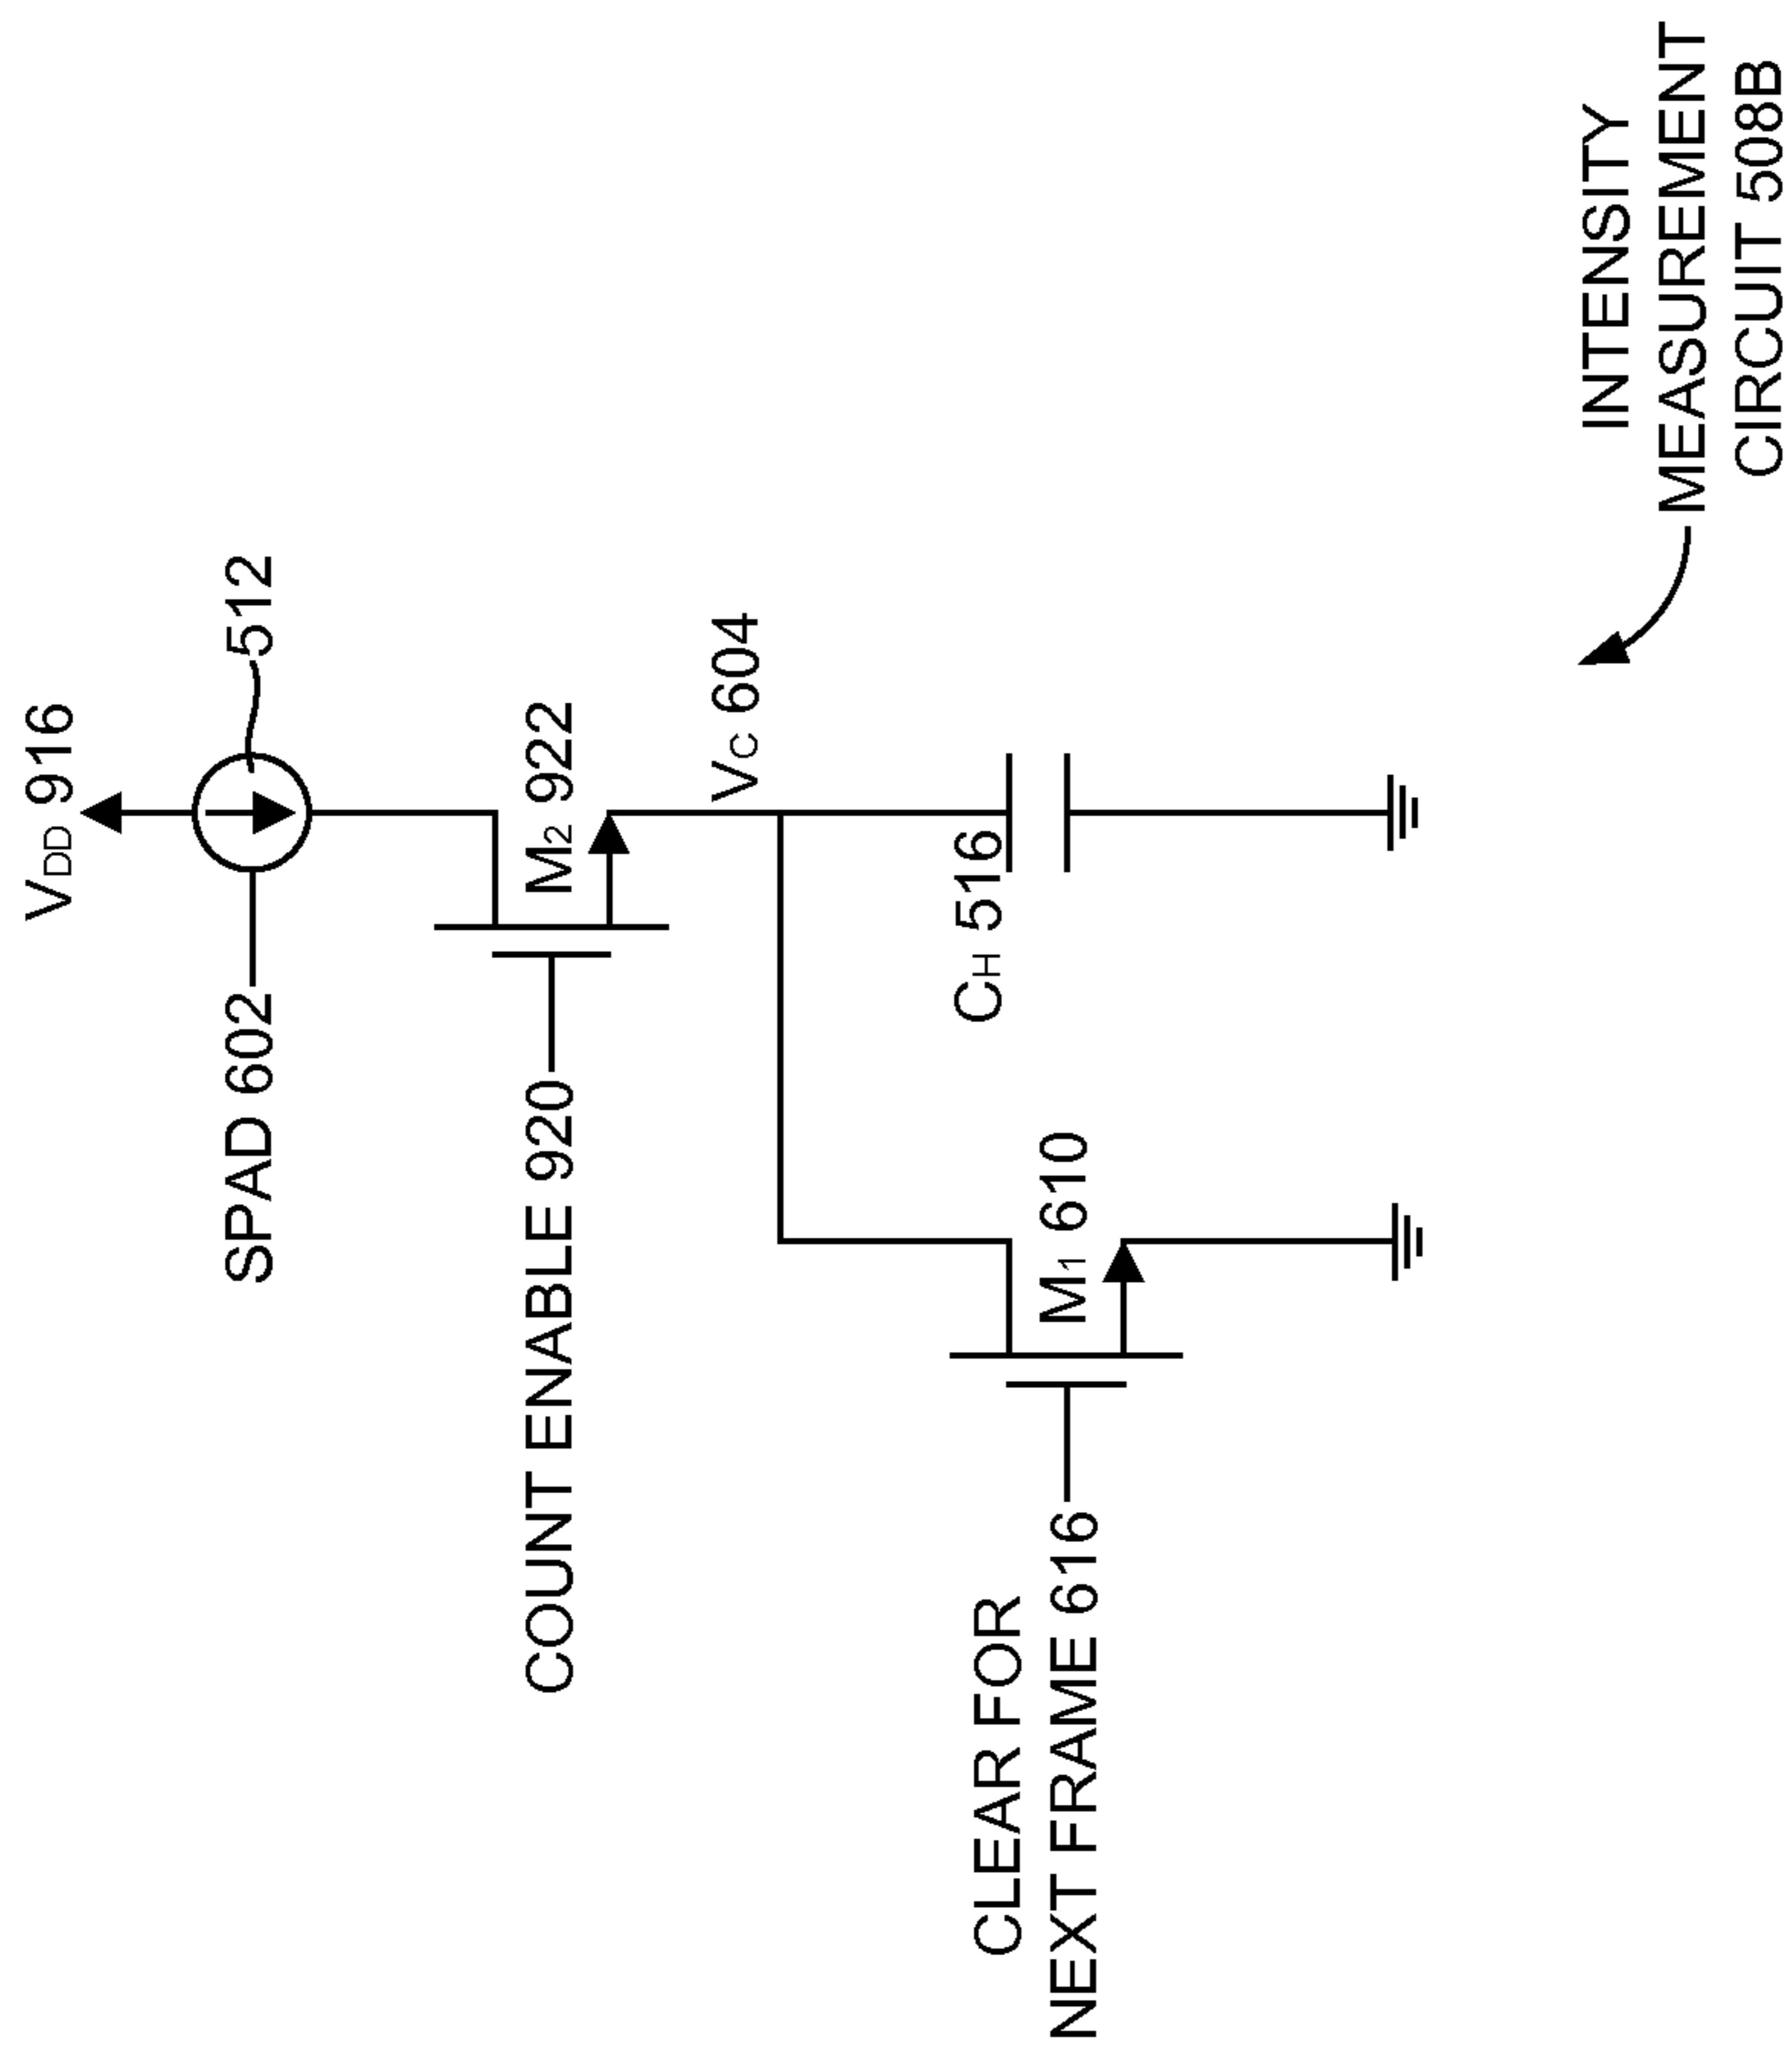 VDD 916
512
SPAD 602
M2 922
COUNT ENABLE 920
VC 604
CH 516
M1 610
CLEAR FOR
NEXT FRAME 616
INTENSITY
MEASUREMENT
CIRCUIT 508B